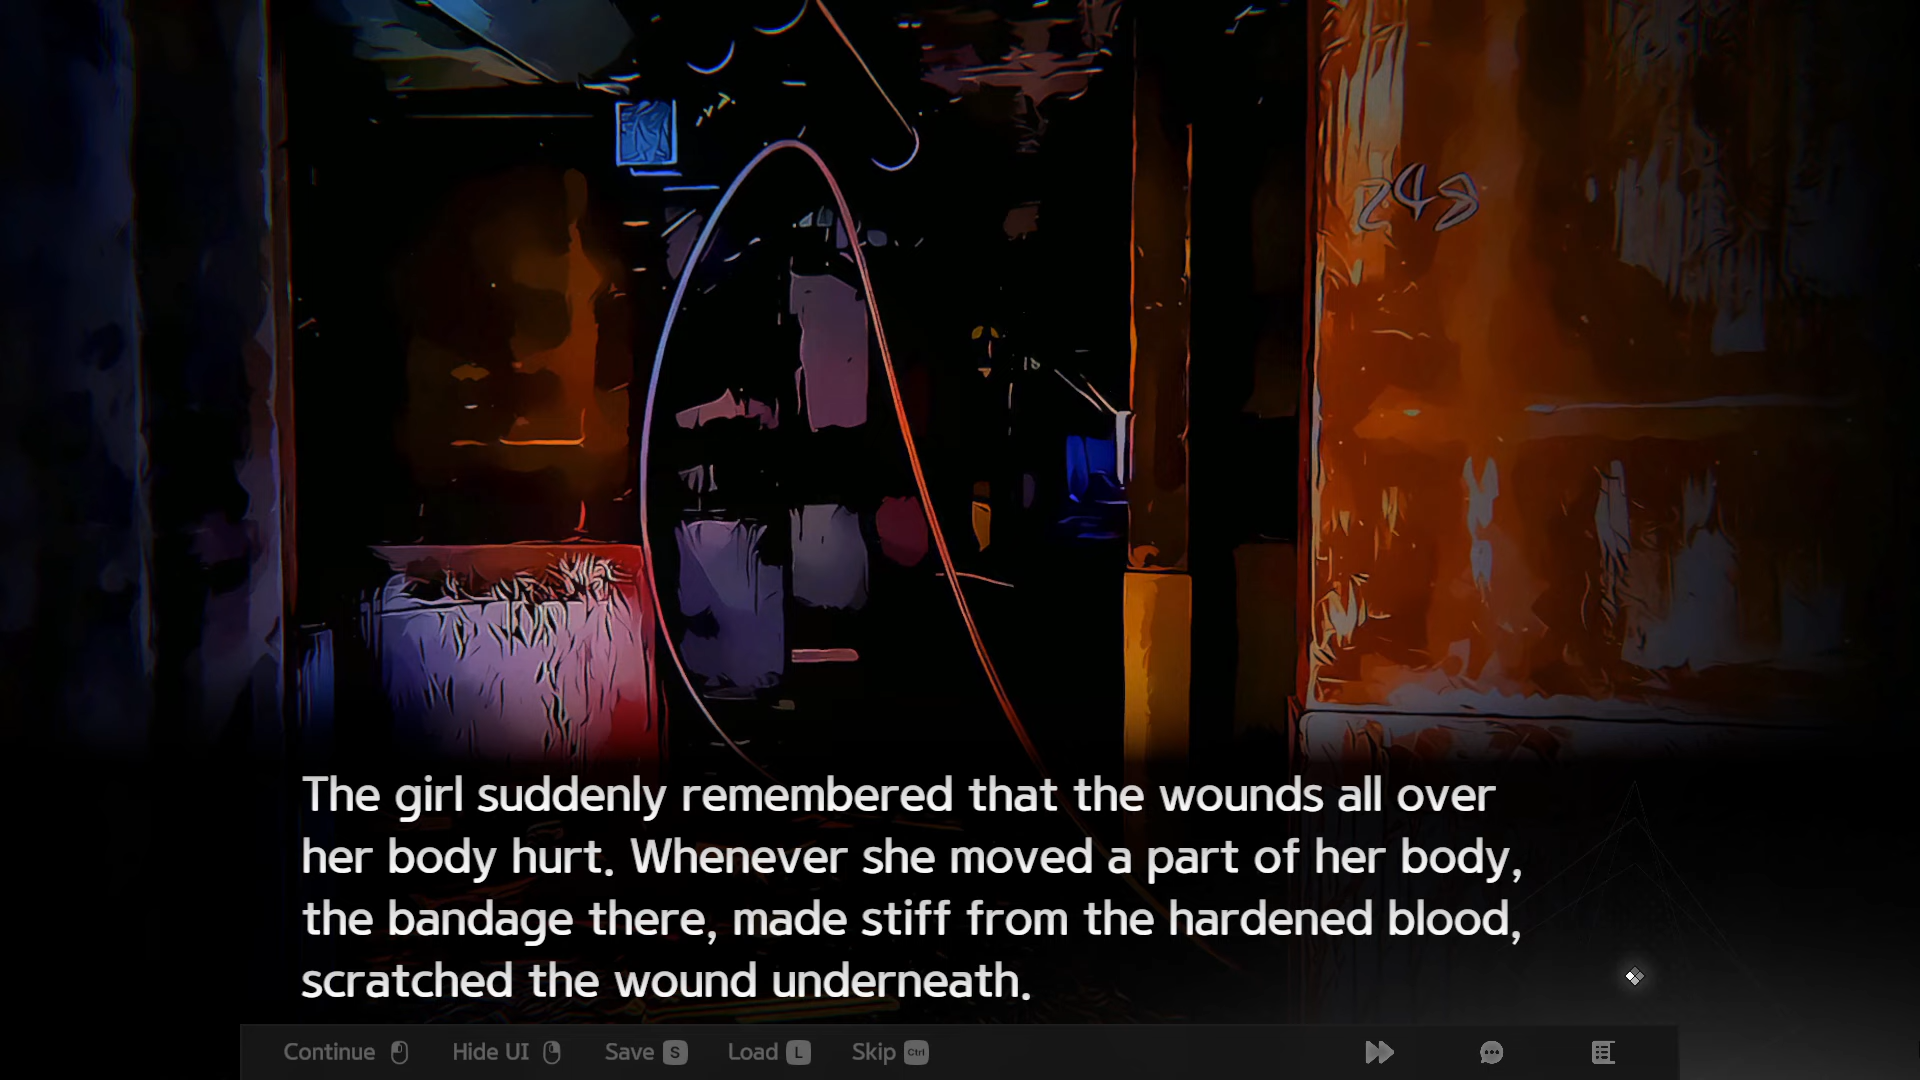 248
The girl suddenly remembered that the wounds all over
her body hurt. Whenever she moved a part of her body,
the bandage there, made stiff from the hardened blood,
scratched the wound underneath.
Continue Hide UI Save S Load L Skip Ctrl